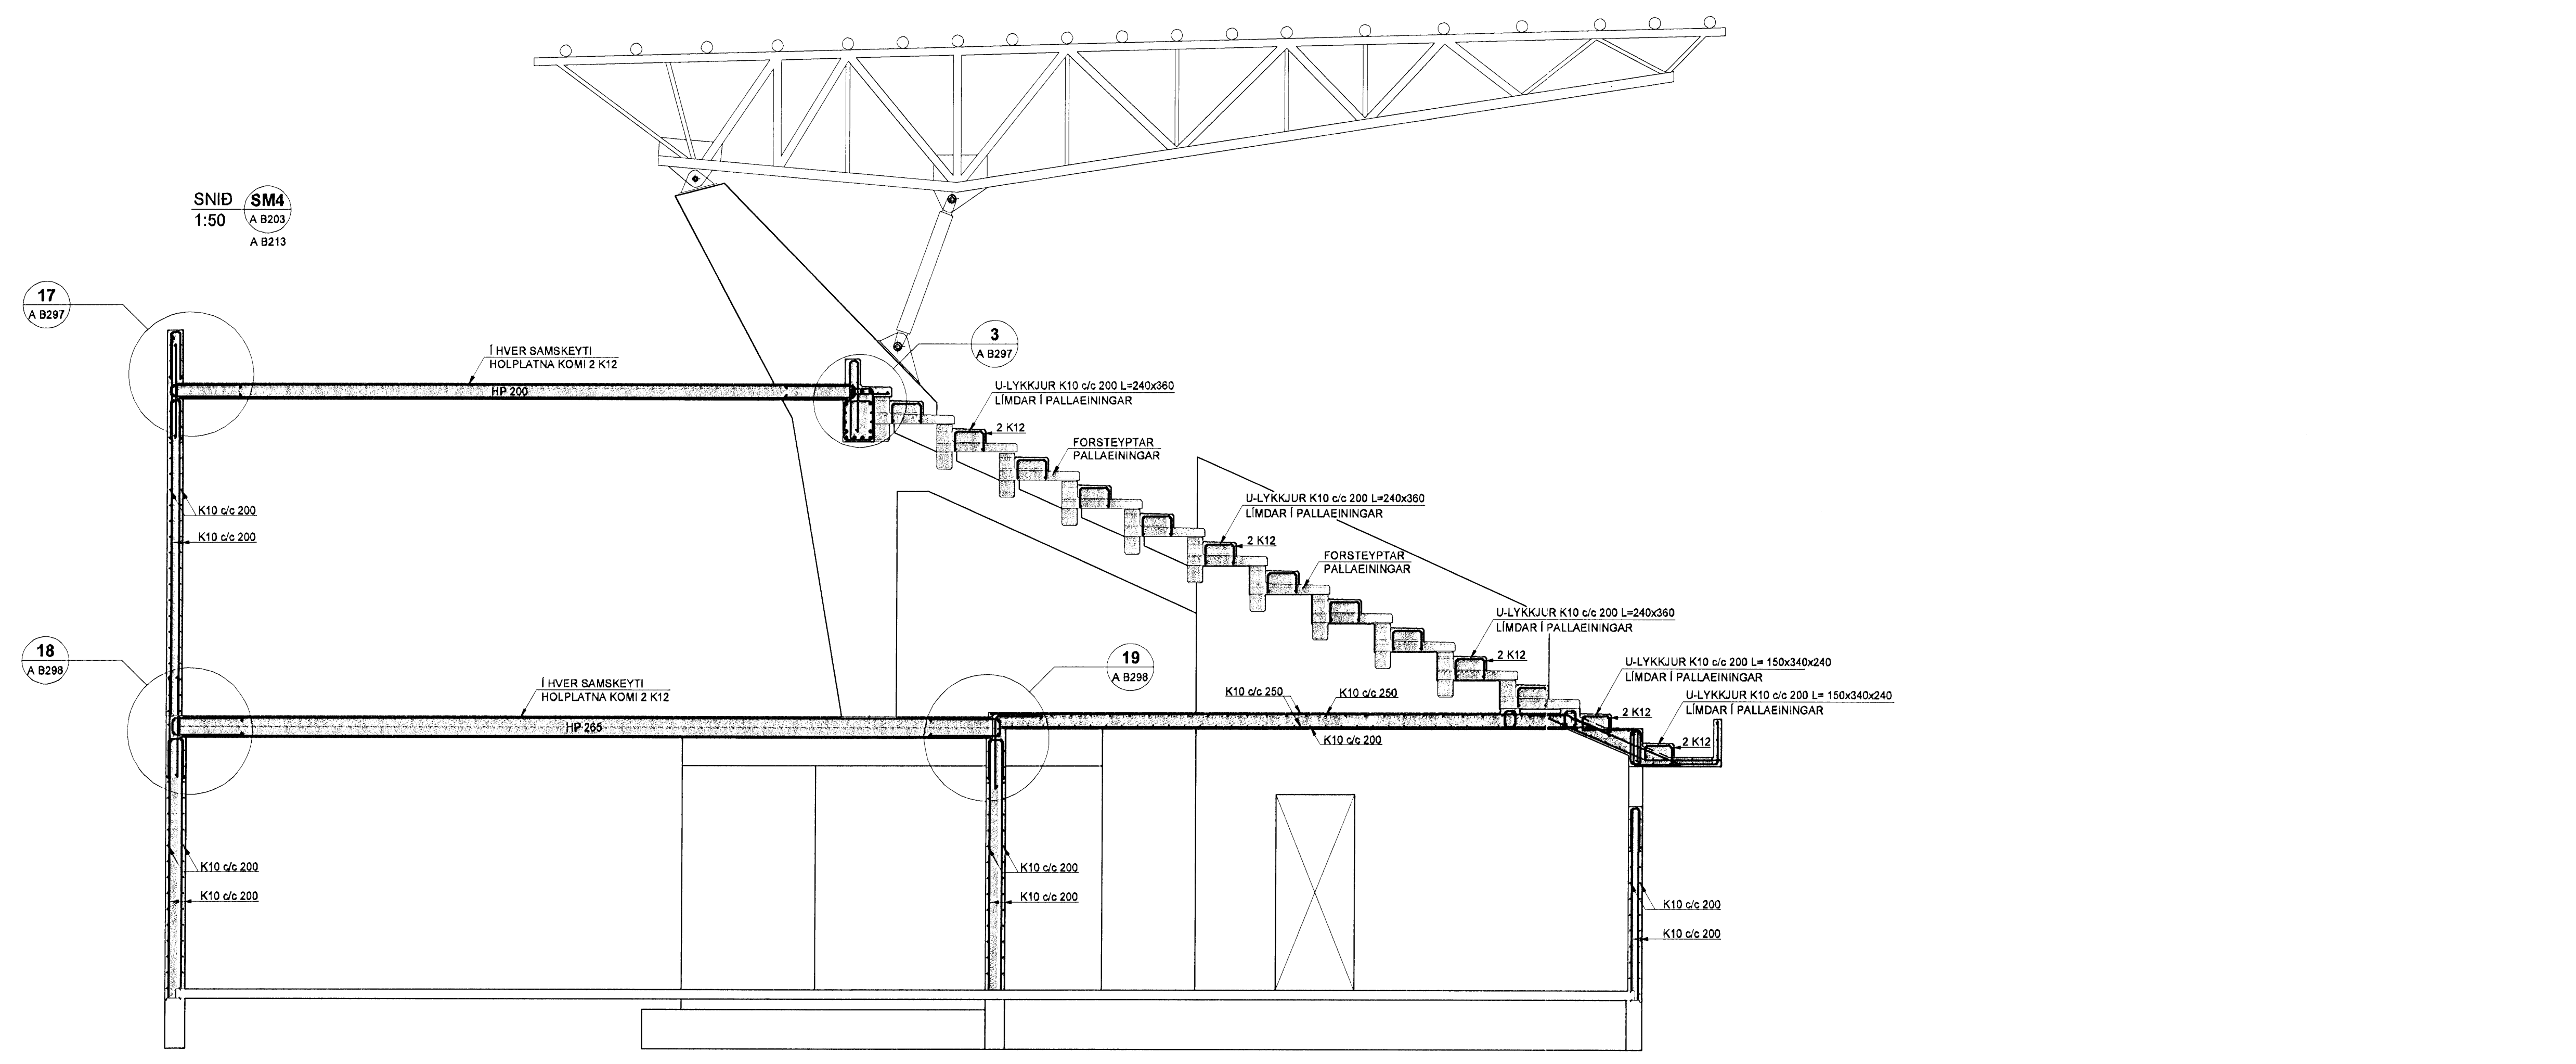 SNIÐ
1:50
SM4
A B203
A B213
17
A B297
3
A B297
Í HVER SAMSKEYTI
HOLPLATNA KOMI 2 K12
HP 200
U-LYKKJUR K10 c/c 200 L=240x360
LÍMDAR Í PALLAEININGAR
2 K12
FORSTEYPTAR
PALLAEININGAR
K10 c/c 200
K10 c/c 200
U-LYKKJUR K10 c/c 200 L=240x360
LÍMDAR Í PALLAEININGAR
2 K12
FORSTEYPTAR
PALLAEININGAR
U-LYKKJUR K10 c/c 200 L=240x360
LÍMDAR Í PALLAEININGAR
2 K12
18
A B298
19
A B298
Í HVER SAMSKEYTI
HOLPLATNA KOMI 2 K12
HP 265
K10 c/c 250
K10 c/c 250
K10 c/c 200
U-LYKKJUR K10 c/c 200 L= 150x340x240
LÍMDAR Í PALLAEININGAR
U-LYKKJUR K10 c/c 200 L= 150x340x240
LÍMDAR Í PALLAEININGAR
2 K12
2 K12
K10 c/c 200
K10 c/c 200
K10 c/c 200
K10 c/c 200
K10 c/c 200
K10 c/c 200